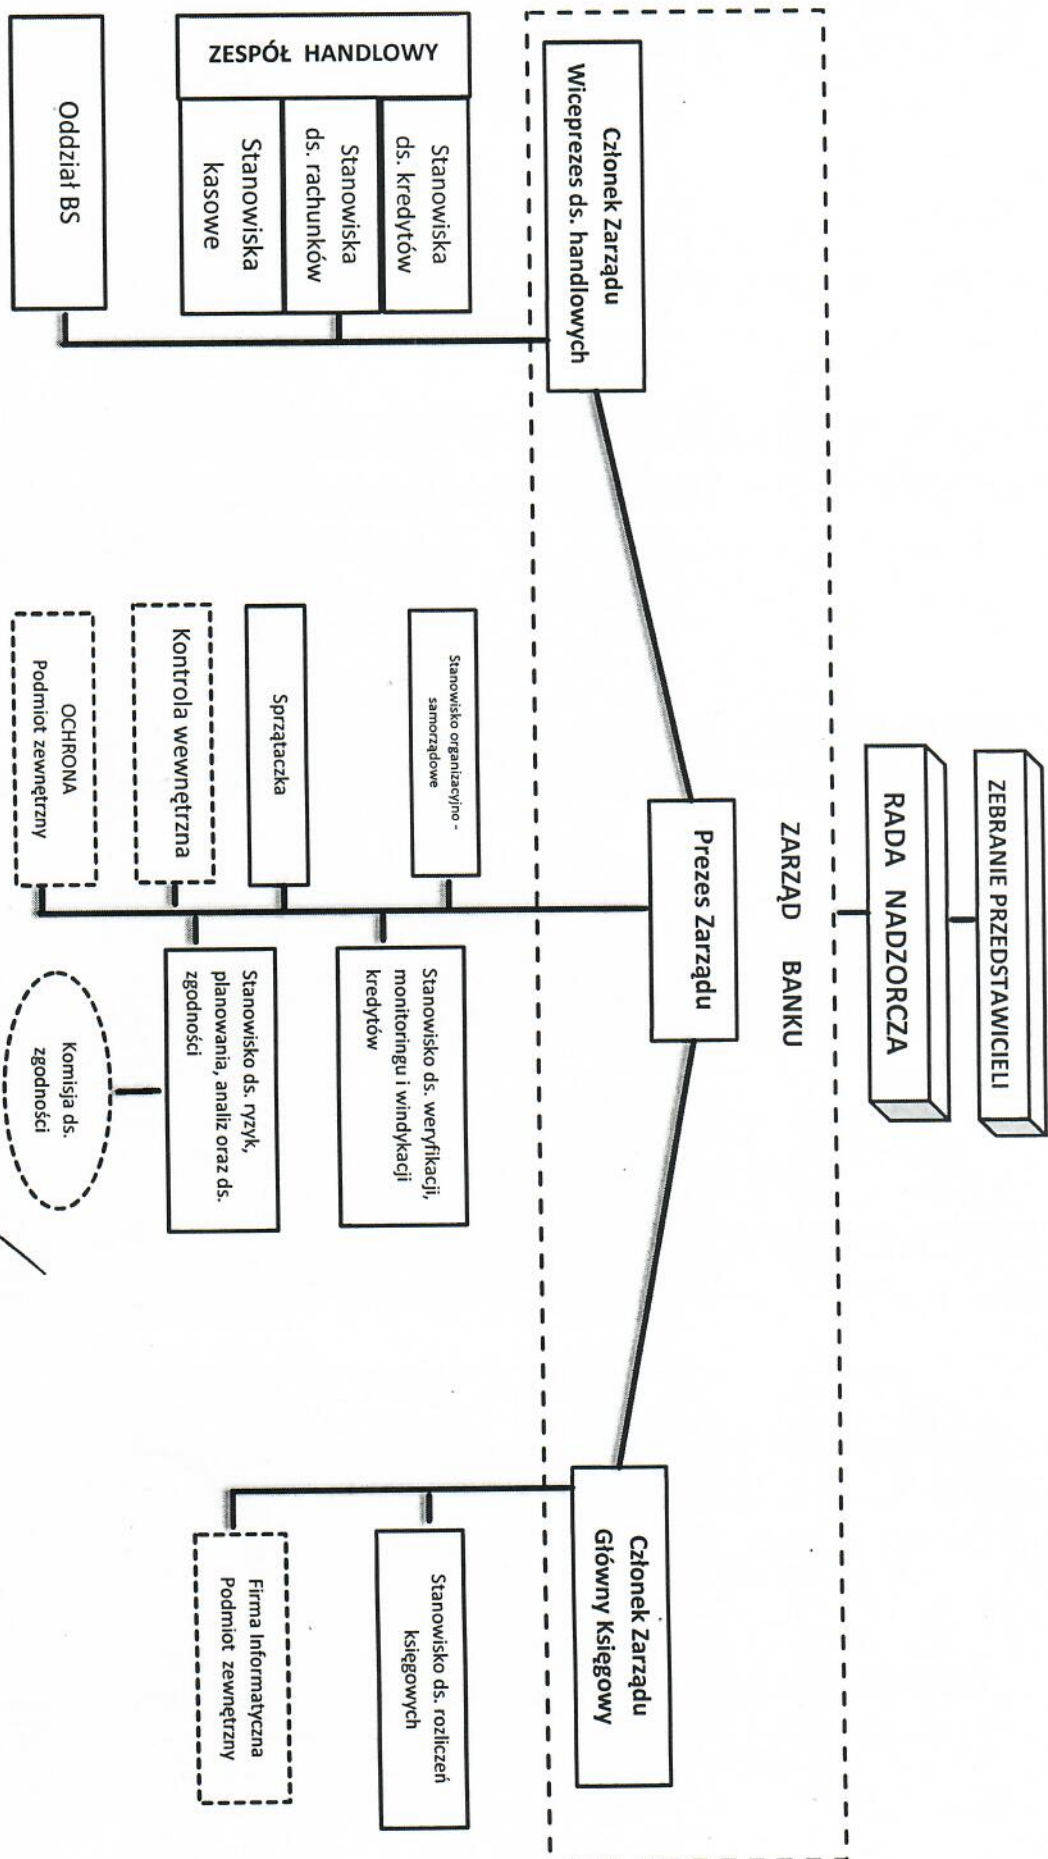 ZEBRANIE PRZEDSTAWICIELI
RADA NADZORCZA
ZARZĄD BANKU
Prezes Zarządu
Członek Zarządu
Wiceprezes ds. handlowych
Członek Zarządu
Główny Księgowy
ZESPÓŁ HANDLOWY
Stanowiska
ds. kredytów
Stanowiska
ds. rachunków
Stanowiska
kasowe
Oddział BS
Stanowisko organizacyjno -
samorządowe
Sprzątaczka
Kontrola wewnętrzna
OCHRONA
Podmiot zewnętrzny
Stanowisko ds. weryfikacji,
monitoringu i windykacji
kredytów
Stanowisko ds. ryzyk,
planowania, analiz oraz ds.
zgodności
Komisja ds.
zgodności
Stanowisko ds. rozliczeń
księgowych
Firma Informatyczna
Podmiot zewnętrzny